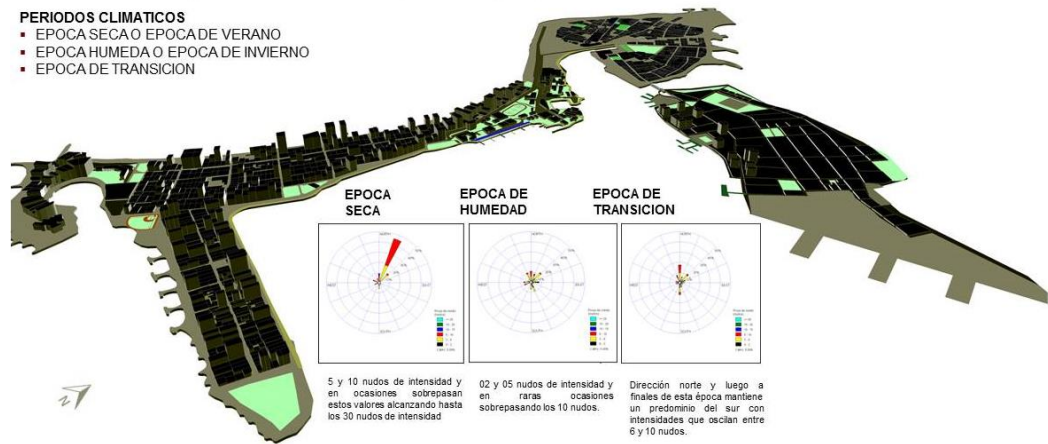 PERIODOS CLIMATICOS
▪ EPOCA SECA O EPOCA DE VERANO
▪ EPOCA HUMEDA O EPOCA DE INVIERNO
▪ EPOCA DE TRANSICION
EPOCA
SECA
EPOCA DE
HUMEDAD
EPOCA DE
TRANSICION
5 y 10 nudos de intensidad y
en ocasiones sobrepasan
estos valores alcanzando hasta
los 30 nudos de intensidad
02 y 05 nudos de intensidad y
en raras ocasiones
sobrepasando los 10 nudos.
Dirección norte y luego a
finales de esta época mantiene
un predominio del sur con
intensidades que oscilan entre
6 y 10 nudos.
N